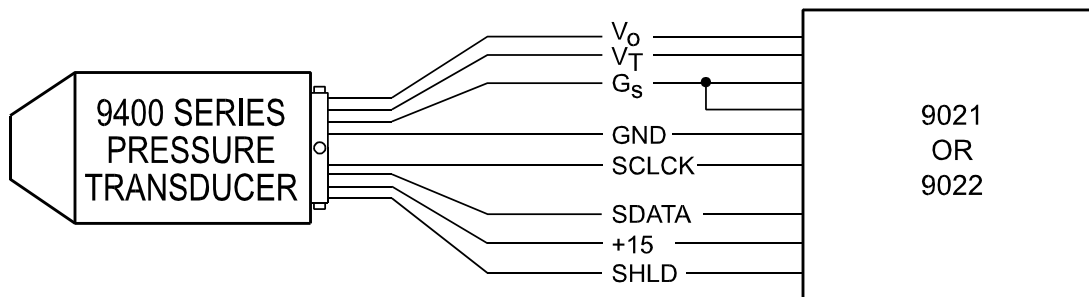 9400 SERIES
PRESSURE
TRANSDUCER
Vo
VT
Gs
GND
SCLCK
SDATA
+15
SHLD
9021
OR
9022